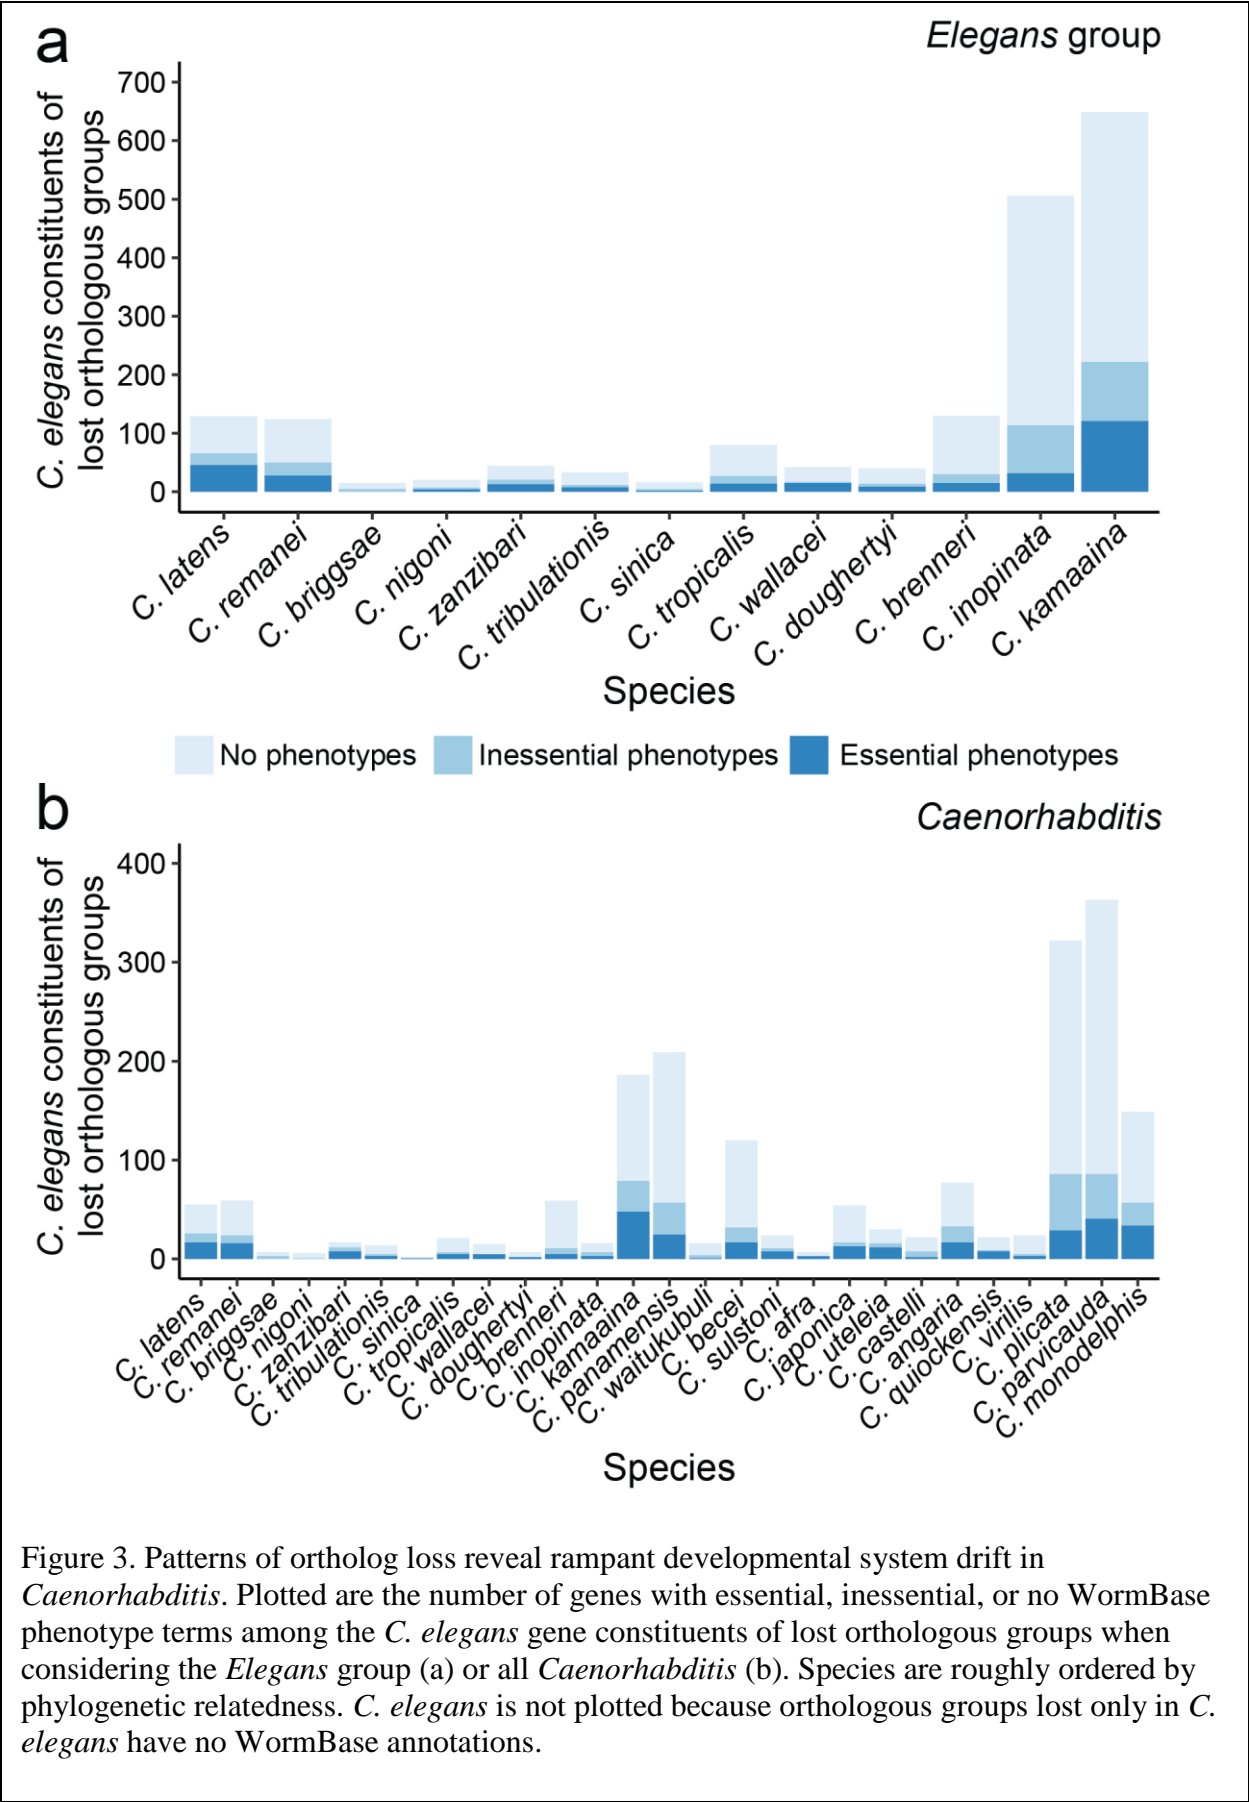 a
Elegans group
C. elegans constituents of
lost orthologous groups
700
600
500
400
300
200
100
0
C. latens
C. remanei
C. briggsae
C. nigoni
C. zanzibari
C. tribulationis
C. sinica
C. tropicalis
C. wallacei
C. doughertyi
C. brenneri
C. inopinata
C. kamaaina
Species
No phenotypes
Inessential phenotypes
Essential phenotypes
b
Caenorhabditis
C. elegans constituents of
lost orthologous groups
400
300
200
100
0
C. latens
C. remanei
C. briggsae
C. nigoni
C. zanzibari
C. tribulationis
C. sinica
C. tropicalis
C. wallacei
C. doughertyi
C. brenneri
C. inopinata
C. kamaaina
C. panamensis
C. waitukubuli
C. becei
C. sulstoni
C. afra
C. japonica
C. uteleia
C. castelli
C. angaria
C. quiockensis
C. virilis
C. plicata
C. parvicauda
C. monodelphis
Species
Figure 3. Patterns of ortholog loss reveal rampant developmental system drift in
Caenorhabditis. Plotted are the number of genes with essential, inessential, or no WormBase
phenotype terms among the C. elegans gene constituents of lost orthologous groups when
considering the Elegans group (a) or all Caenorhabditis (b). Species are roughly ordered by
phylogenetic relatedness. C. elegans is not plotted because orthologous groups lost only in C.
elegans have no WormBase annotations.